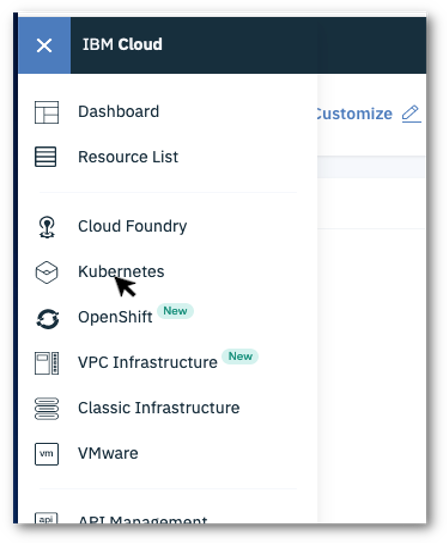 IBM Cloud
Dashboard
Customize
Resource List
Cloud Foundry
Kubernetes
OpenShift New
VPC Infrastructure New
Classic Infrastructure
vm VMware
api API Management